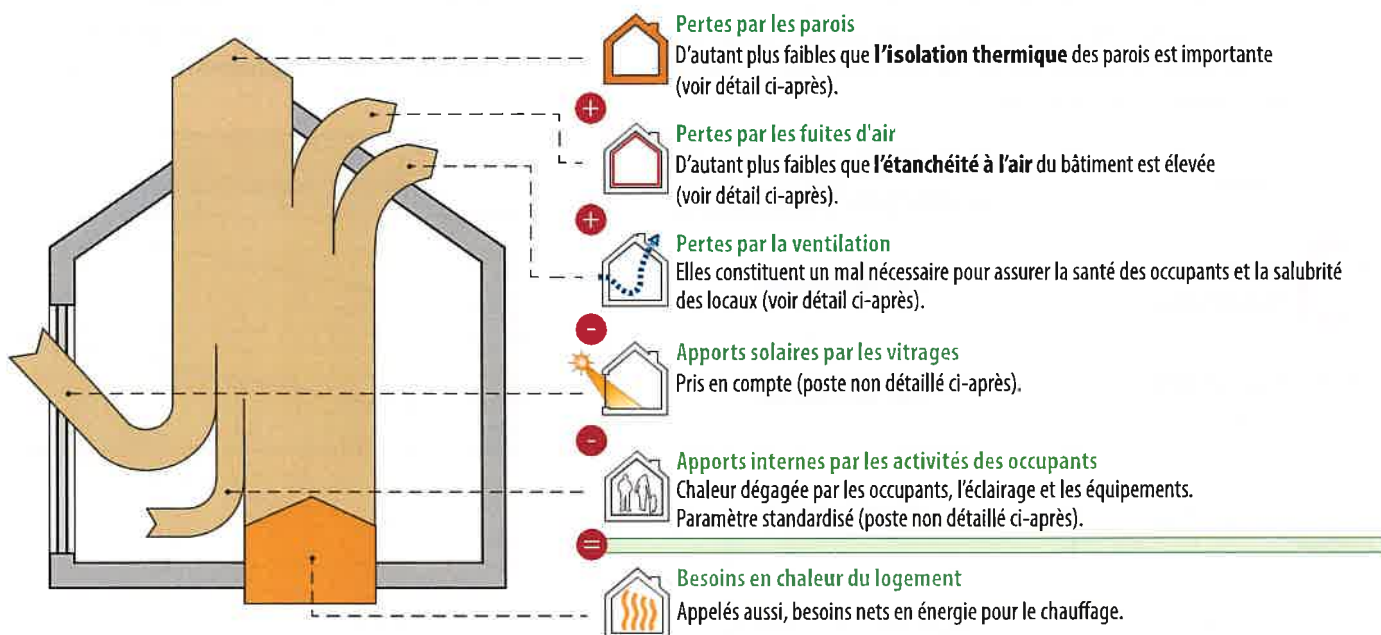 Pertes par les parois
D'autant plus faibles que l'isolation thermique des parois est importante
(voir détail ci-après).
+
Pertes par les fuites d'air
D'autant plus faibles que l'étanchéité à l'air du bâtiment est élevée
(voir détail ci-après).
+
Pertes par la ventilation
Elles constituent un mal nécessaire pour assurer la santé des occupants et la salubrité
des locaux (voir détail ci-après).
-
Apports solaires par les vitrages
Pris en compte (poste non détaillé ci-après).
-
Apports internes par les activités des occupants
Chaleur dégagée par les occupants, l'éclairage et les équipements.
Paramètre standardisé (poste non détaillé ci-après).
=
Besoins en chaleur du logement
Appelés aussi, besoins nets en énergie pour le chauffage.